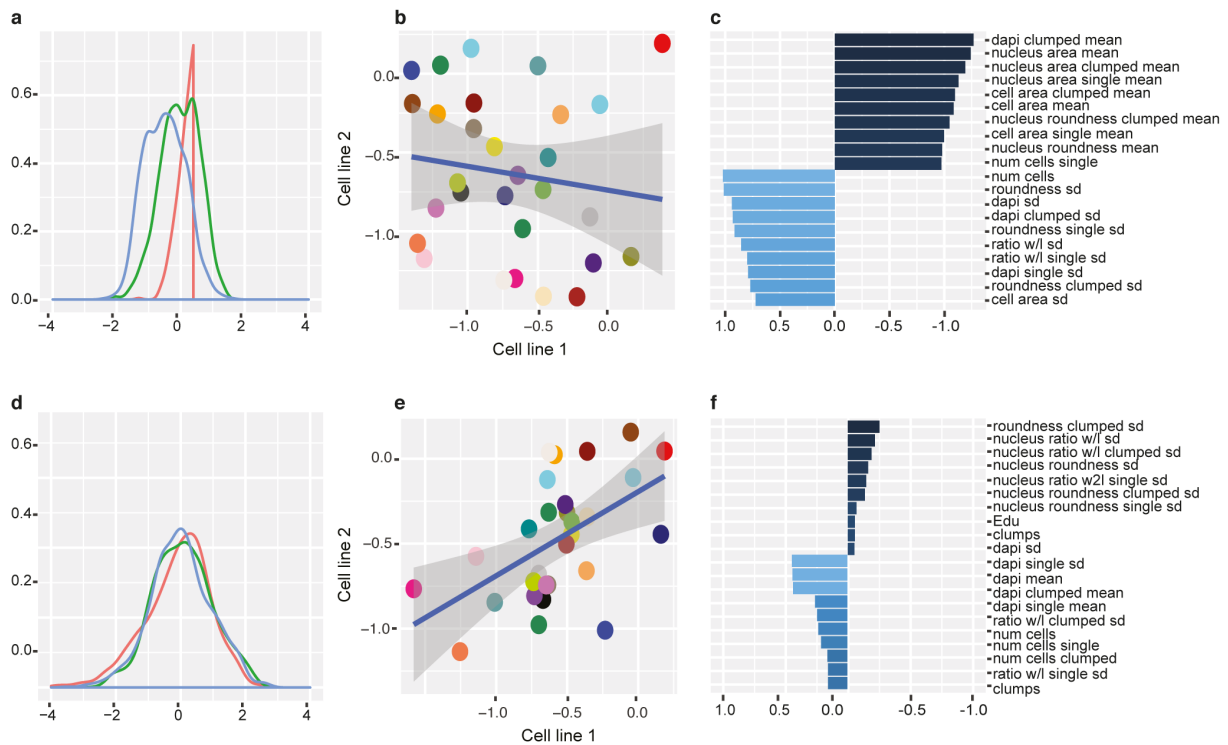 a
0.6
0.4
0.2
0.0
−4
−2
0
2
4
b
Cell line 2
0.0
−0.5
−1.0
−1.0
−0.5
0.0
Cell line 1
c
dapi clumped mean
nucleus area mean
nucleus area clumped mean
nucleus area single mean
cell area clumped mean
cell area mean
nucleus roundness clumped mean
cell area single mean
nucleus roundness mean
num cells single
num cells
roundness sd
dapi sd
dapi clumped sd
roundness single sd
ratio w/l sd
ratio w/l single sd
dapi single sd
roundness clumped sd
cell area sd
1.0
0.5
0.0
-0.5
-1.0
d
0.6
0.4
0.2
0.0
−4
−2
0
2
4
e
Cell line 2
0.0
−0.5
−1.0
−1.0
−0.5
0.0
Cell line 1
f
roundness clumped sd
nucleus ratio w/l sd
nucleus ratio w/l clumped sd
nucleus roundness sd
nucleus ratio w2l single sd
nucleus roundness clumped sd
nucleus roundness single sd
Edu
clumps
dapi sd
dapi single sd
dapi mean
dapi clumped mean
dapi single mean
ratio w/l clumped sd
num cells
num cells single
num cells clumped
ratio w/l single sd
clumps
1.0
0.5
0.0
-0.5
-1.0